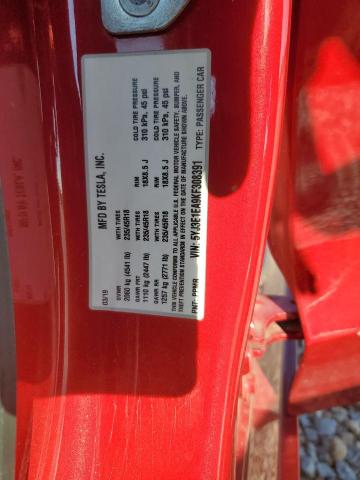 MFD BY TESLA, INC.
03/19
GVWR
2060 kg (4541 lb)
GAWR FRT WITH TIRES RIM COLD TIRE PRESSURE
1110 kg (2447 lb) 235/45R18 18X8.5 J 310 kPa, 45 psi
GAWR RR WITH TIRES RIM COLD TIRE PRESSURE
1257 kg (2771 lb) 235/45R18 18X8.5 J 310 kPa, 45 psi
THIS VEHICLE CONFORMS TO ALL APPLICABLE U.S. FEDERAL MOTOR VEHICLE SAFETY, BUMPER, AND
THEFT PREVENTION STANDARDS IN EFFECT ON THE DATE OF MANUFACTURE SHOWN ABOVE.
VIN: 5YJ3E1EA9KF308391 TYPE: PASSENGER CAR
PNT: PPMR